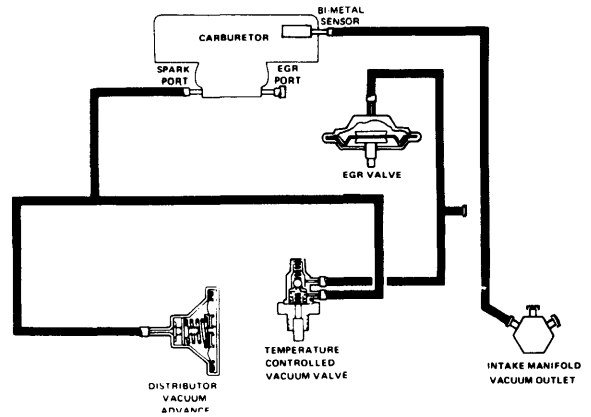 BI-METAL
SENSOR
CARBURETOR
SPARK
PORT
EGR
PORT
EGR VALVE
TEMPERATURE
CONTROLLED
VACUUM VALVE
INTAKE MANIFOLD
VACUUM OUTLET
DISTRIBUTOR
VACUUM
ADVANCE